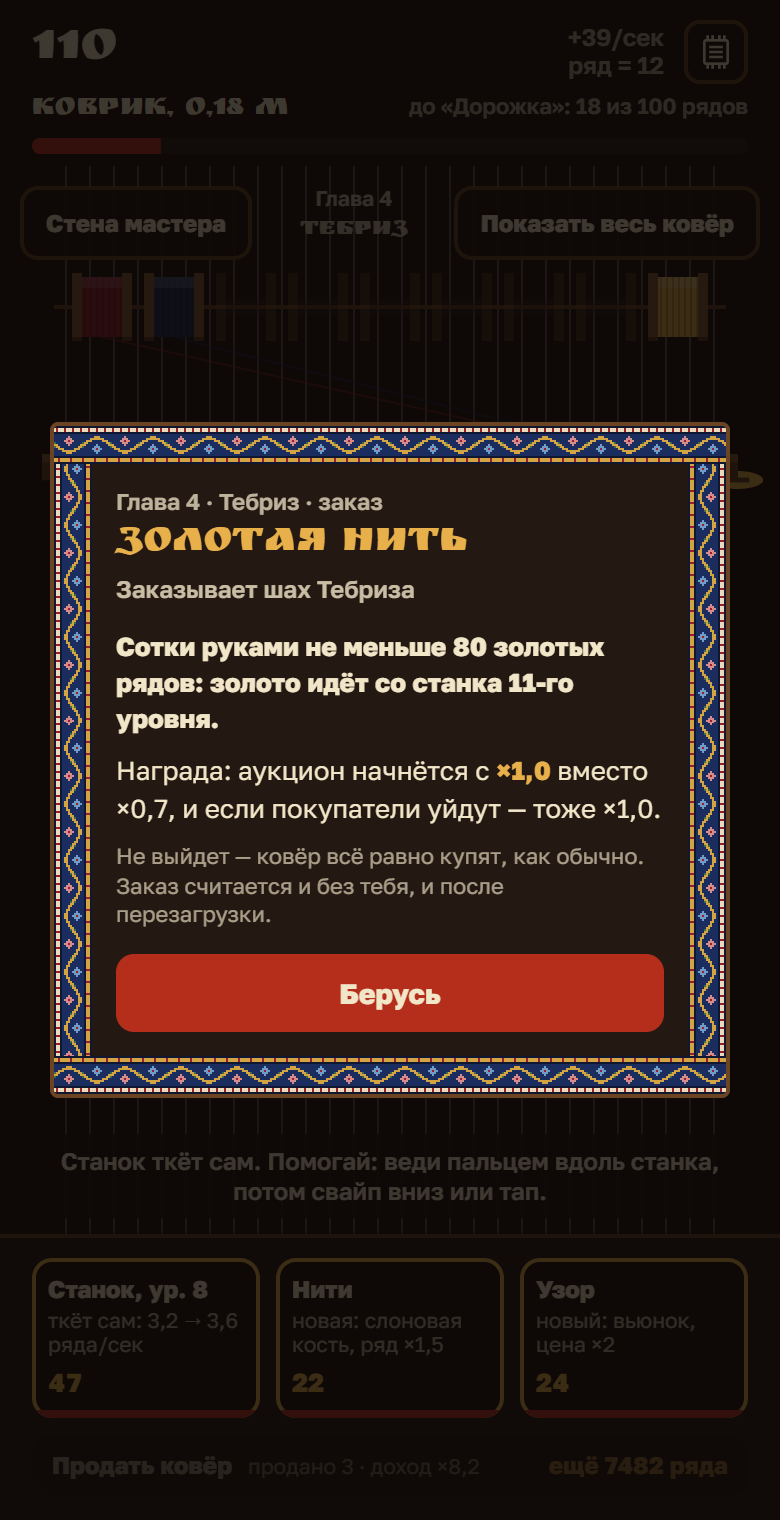 110
+39/сек
ряд = 12
КОВРИК, 0,18 М
до «Дорожка»: 18 из 100 рядов
Стена мастера
Глава 4
ТЕБРИЗ
Показать весь ковёр
Глава 4 · Тебриз · заказ
ЗОЛОТАЯ НИТЬ
Заказывает шах Тебриза
Сотки руками не меньше 80 золотых
рядов: золото идёт со станка 11-го
уровня.
Награда: аукцион начнётся с ×1,0 вместо
×0,7, и если покупатели уйдут — тоже ×1,0.
Не выйдет — ковёр всё равно купят, как обычно.
Заказ считается и без тебя, и после
перезагрузки.
Берусь
Станок ткёт сам. Помогай: веди пальцем вдоль станка,
потом свайп вниз или тап.
Станок, ур. 8
ткёт сам: 3,2 → 3,6
ряда/сек
47
Нити
новая: слоновая
кость, ряд ×1,5
22
Узор
новый: вьюнок,
цена ×2
24
Продать ковёр продано 3 · доход ×8,2 ещё 7482 ряда